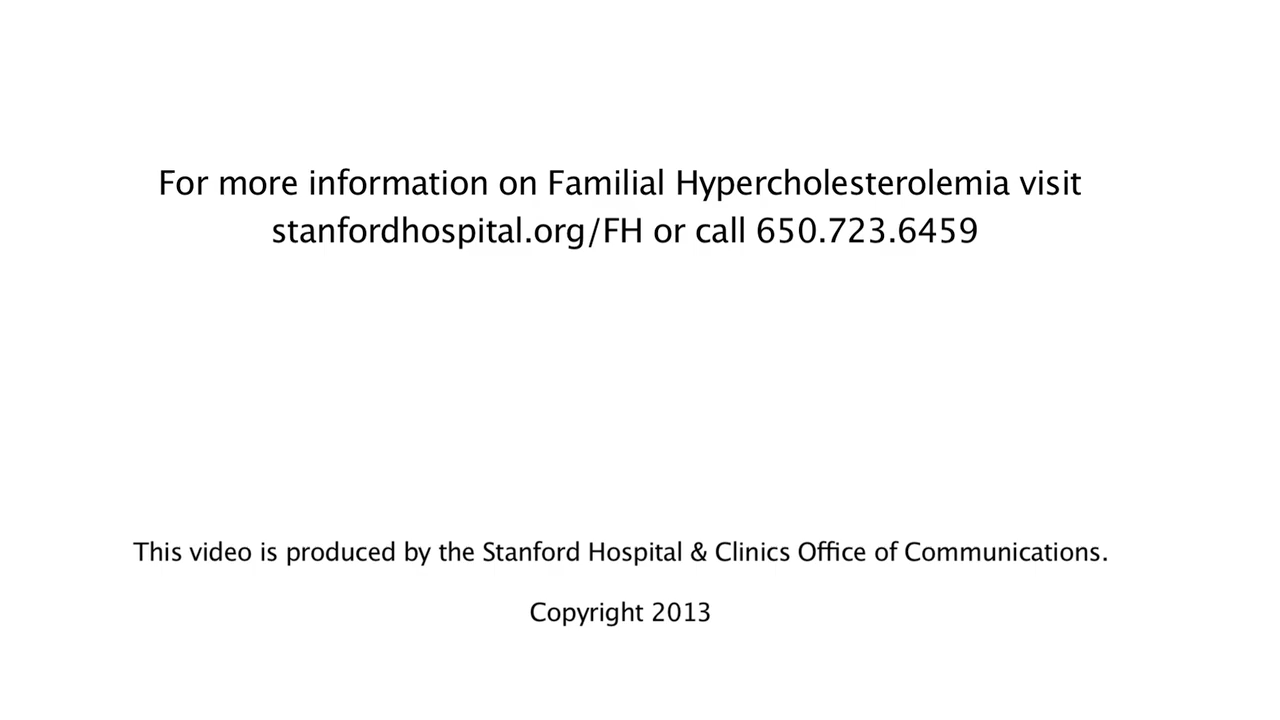 For more information on Familial Hypercholesterolemia visit
stanfordhospital.org/FH or call 650.723.6459
This video is produced by the Stanford Hospital & Clinics Office of Communications.
Copyright 2013